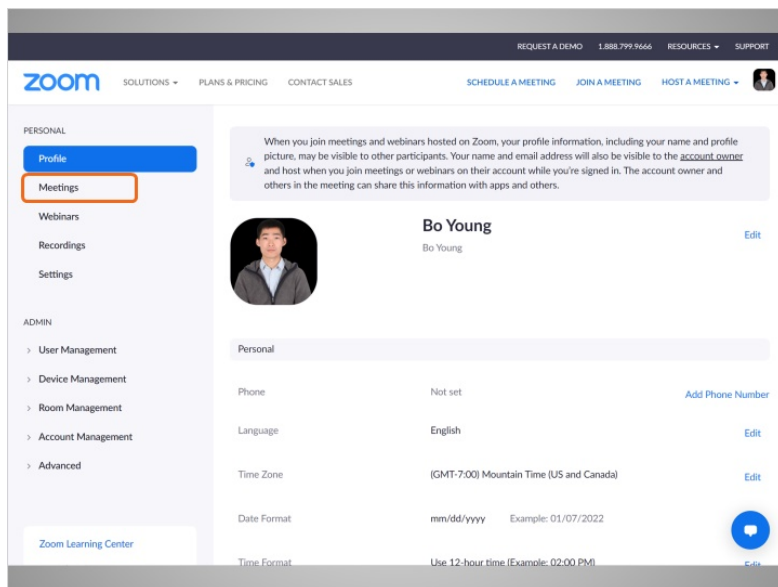 REQUEST A DEMO 1.888.799.9666 RESOURCES SUPPORT
zoom SOLUTIONS PLANS & PRICING CONTACT SALES SCHEDULE A MEETING JOIN A MEETING HOST A MEETING
PERSONAL
Profile
Meetings
Webinars
Recordings
Settings
ADMIN
> User Management
> Device Management
> Room Management
> Account Management
> Advanced
Zoom Learning Center
When you join meetings and webinars hosted on Zoom, your profile information, including your name and profile
picture, may be visible to other participants. Your name and email address will also be visible to the account owner
and host when you join meetings or webinars on their account while you're signed in. The account owner and
others in the meeting can share this information with apps and others.
Bo Young Edit
Bo Young
Personal
Phone Not set Add Phone Number
Language English Edit
Time Zone (GMT-7:00) Mountain Time (US and Canada) Edit
Date Format mm/dd/yyyy Example: 01/07/2022
Time Format Use 12-hour time (Example: 02:00 PM) Edit